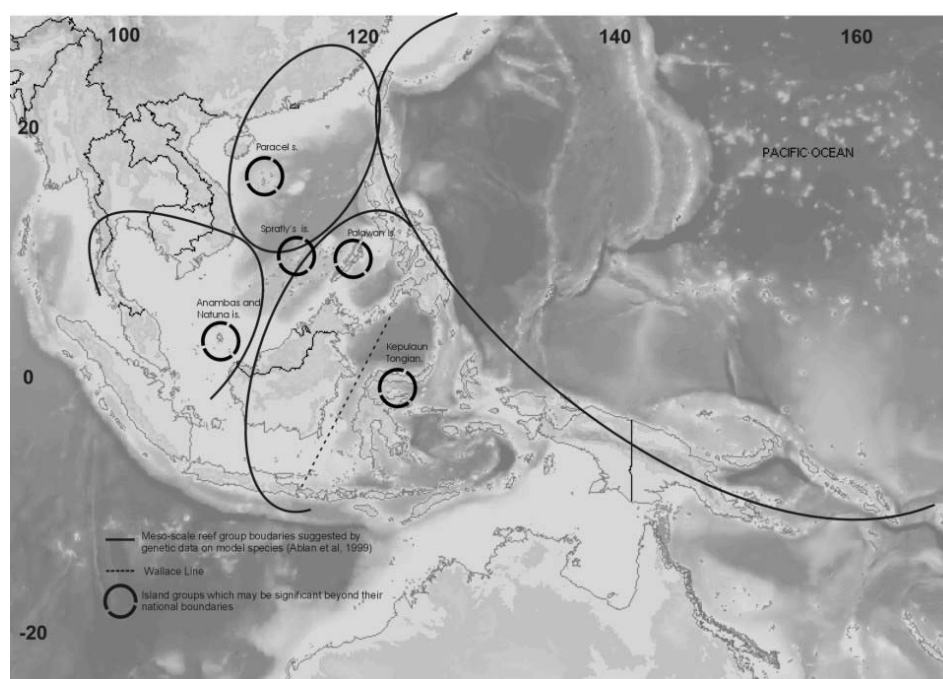 100 120 140 160
20
Paracel s.
PACIFIC OCEAN
Spratly's is.
Palawan is.
Anambas and
Natuna is.
Kepulaun
Tongian.
0
Meso-scale reef group boudaries suggested by
genetic data on model species (Ablan et al, 1999)
Wallace Line
Island groups which may be significant beyond their
national boundaries
-20